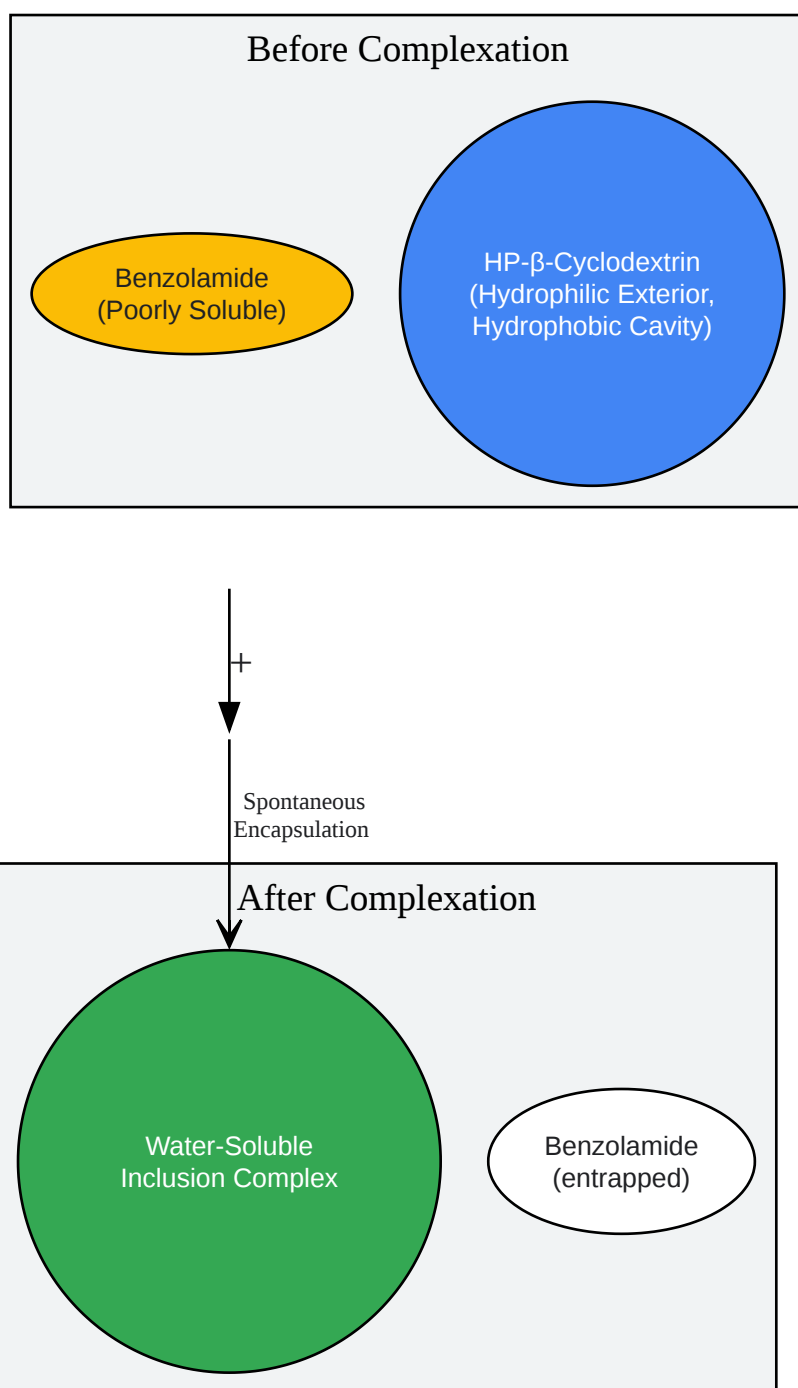 Before Complexation
Benzolamide
(Poorly Soluble)
HP-β-Cyclodextrin
(Hydrophilic Exterior,
Hydrophobic Cavity)
+
Spontaneous
Encapsulation
After Complexation
Water-Soluble
Inclusion Complex
Benzolamide
(entrapped)